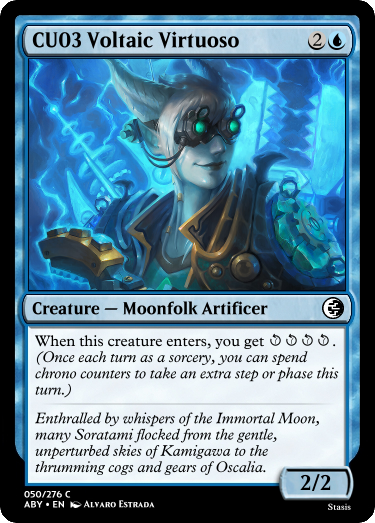 CU03 Voltaic Virtuoso 2
Creature — Moonfolk Artificer
When this creature enters, you get .
(Once each turn as a sorcery, you can spend
chrono counters to take an extra step or phase this
turn.)
Enthralled by whispers of the Immortal Moon,
many Soratami flocked from the gentle,
unperturbed skies of Kamigawa to the
thrumming cogs and gears of Oscalia.
2/2
050/276 C
ABY • EN Alvaro Estrada
Stasis